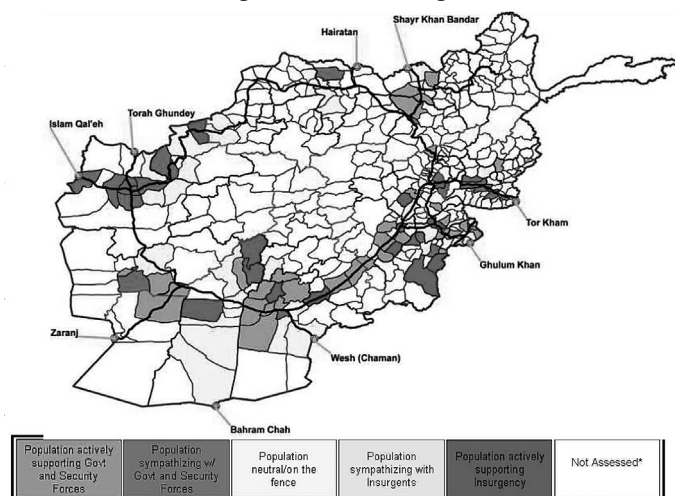 Shayr Khan Bandar
Hairatan
Torah Ghundey
Islam Qal'eh
Tor Kham
Ghulum Khan
Zaranj
Wesh (Chaman)
Bahram Chah
Population actively
supporting Govt
and Security
Forces
Population
sympathizing w/
Govt and Security
Forces
Population
neutral/on the
fence
Population
sympathizing with
Insurgents
Population actively
supporting
Insurgency
Not Assessed*